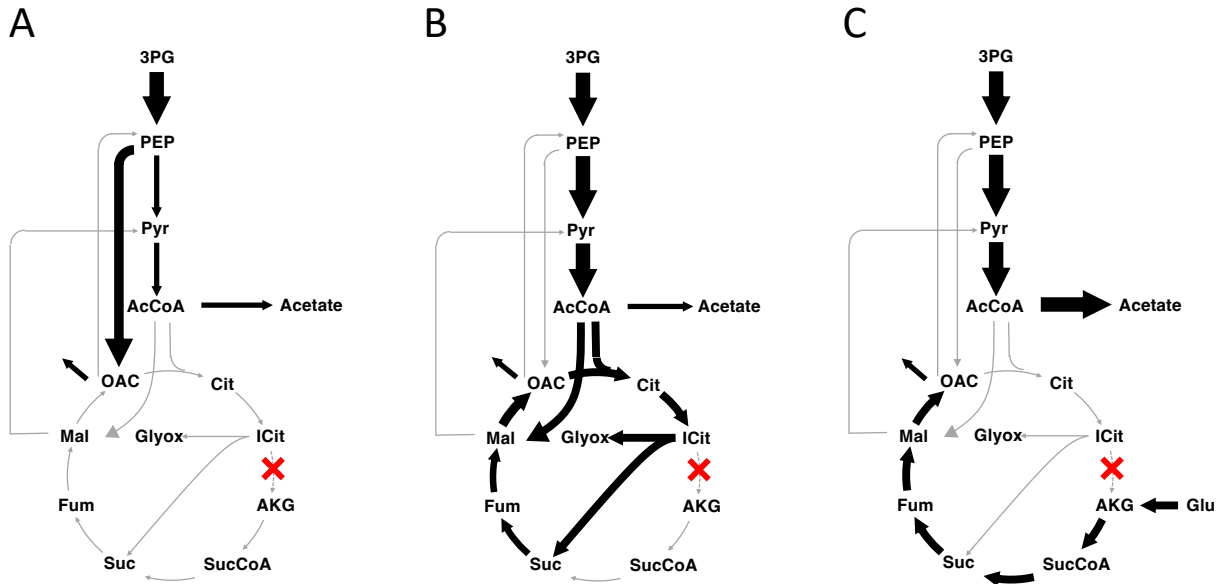 A
3PG
PEP
Pyr
AcCoA Acetate
OAC Cit
Mal Glyox ICit
Fum AKG
Suc SucCoA
B
3PG
PEP
Pyr
AcCoA Acetate
OAC Cit
Mal Glyox ICit
Fum AKG
Suc SucCoA
C
3PG
PEP
Pyr
AcCoA Acetate
OAC Cit
Mal Glyox ICit
Fum AKG Glu
Suc SucCoA